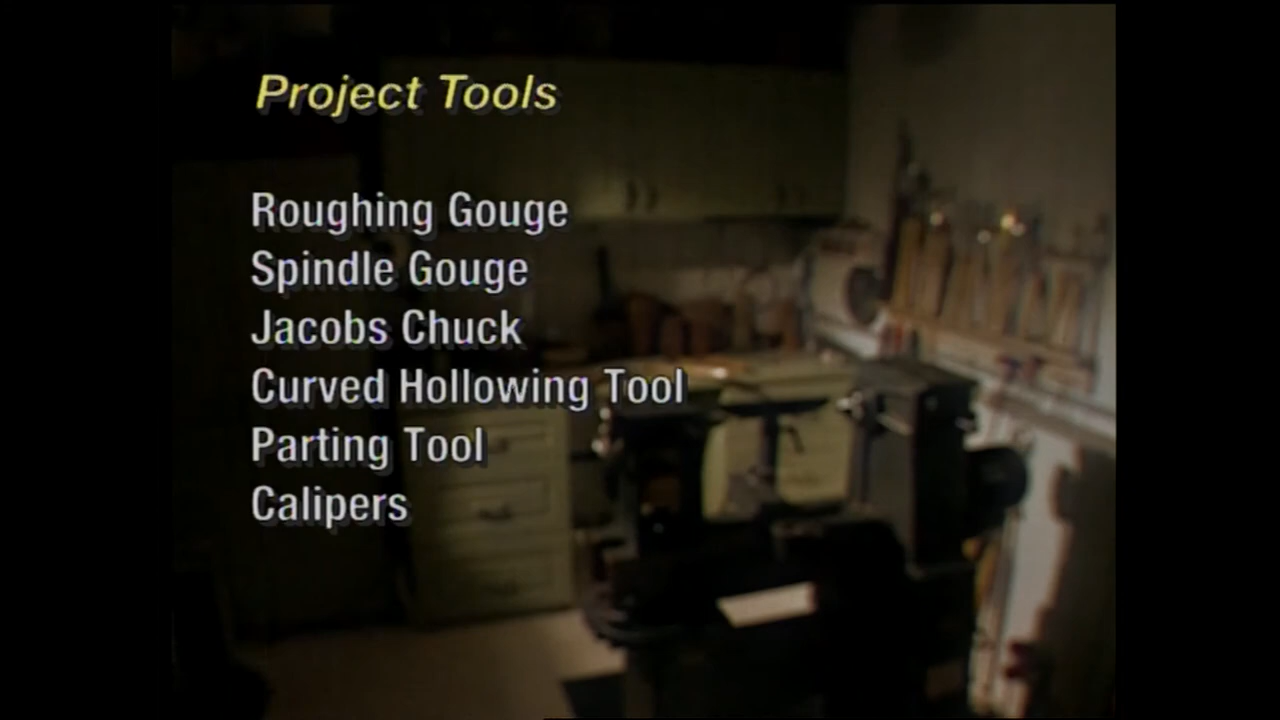 Project Tools
Roughing Gouge
Spindle Gouge
Jacobs Chuck
Curved Hollowing Tool
Parting Tool
Calipers